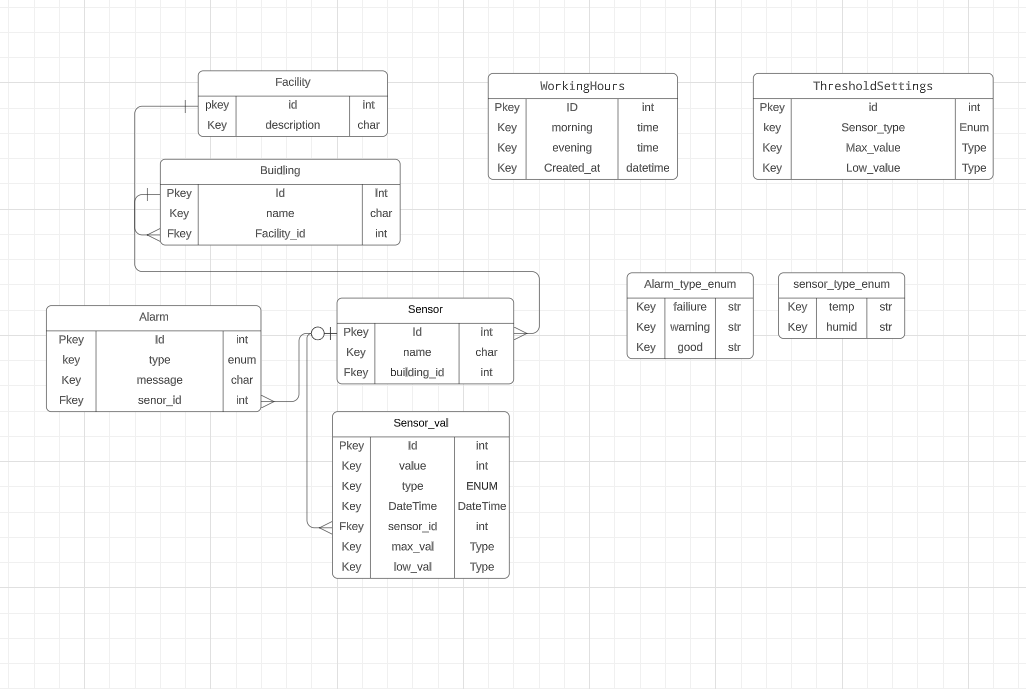 Facility
pkey id int
Key description char
Buidling
Pkey Id Int
Key name char
Fkey Facility_id int
WorkingHours
Pkey ID int
Key morning time
Key evening time
Key Created_at datetime
ThresholdSettings
Pkey id int
key Sensor_type Enum
Key Max_value Type
Key Low_value Type
Alarm_type_enum
Key failiure str
Key warning str
Key good str
sensor_type_enum
Key temp str
Key humid str
Alarm
Pkey Id int
key type enum
Key message char
Fkey senor_id int
Sensor
Pkey Id int
Key name char
Fkey building_id int
Sensor_val
Pkey Id int
Key value int
Key type ENUM
Key DateTime DateTime
Fkey sensor_id int
Key max_val Type
Key low_val Type